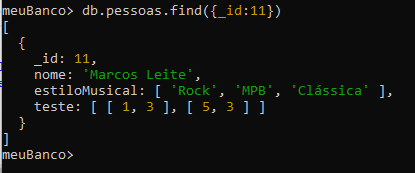 meuBanco> db.pessoas.find({_id:11})
[
  {
    _id: 11,
    nome: 'Marcos Leite',
    estiloMusical: [ 'Rock', 'MPB', 'Clássica' ],
    teste: [ [ 1, 3 ], [ 5, 3 ] ]
  }
]
meuBanco>